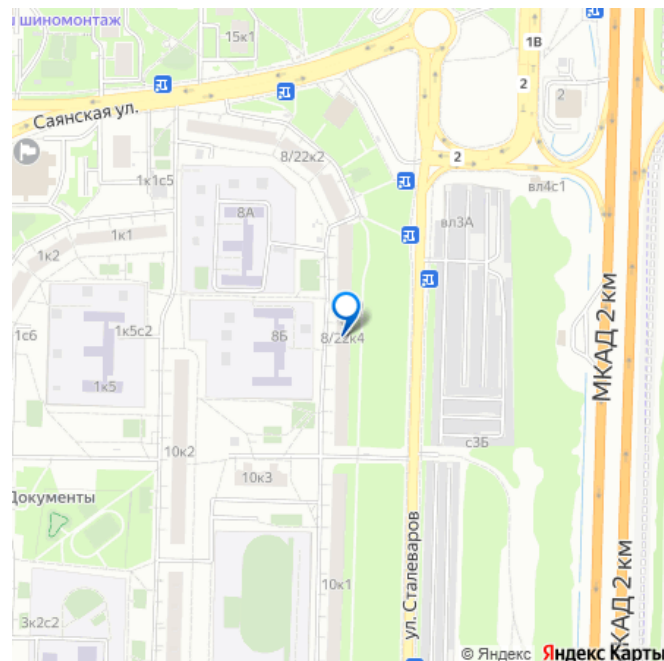 ы шиномонтаж
15к1
1В
2
2
Саянская ул.
8/22к2
2
1к1с5
вл4с1
8А
вл3А
1к1
1к2
МКАД 2 км
1с6
1к5с2
8Б
8/22к4
1к5
с3Б
10к2
10к3
Документы
ул. Сталеваров
МКАД 2 км
10к1
3к2с2
© Яндекс Яндекс Карты